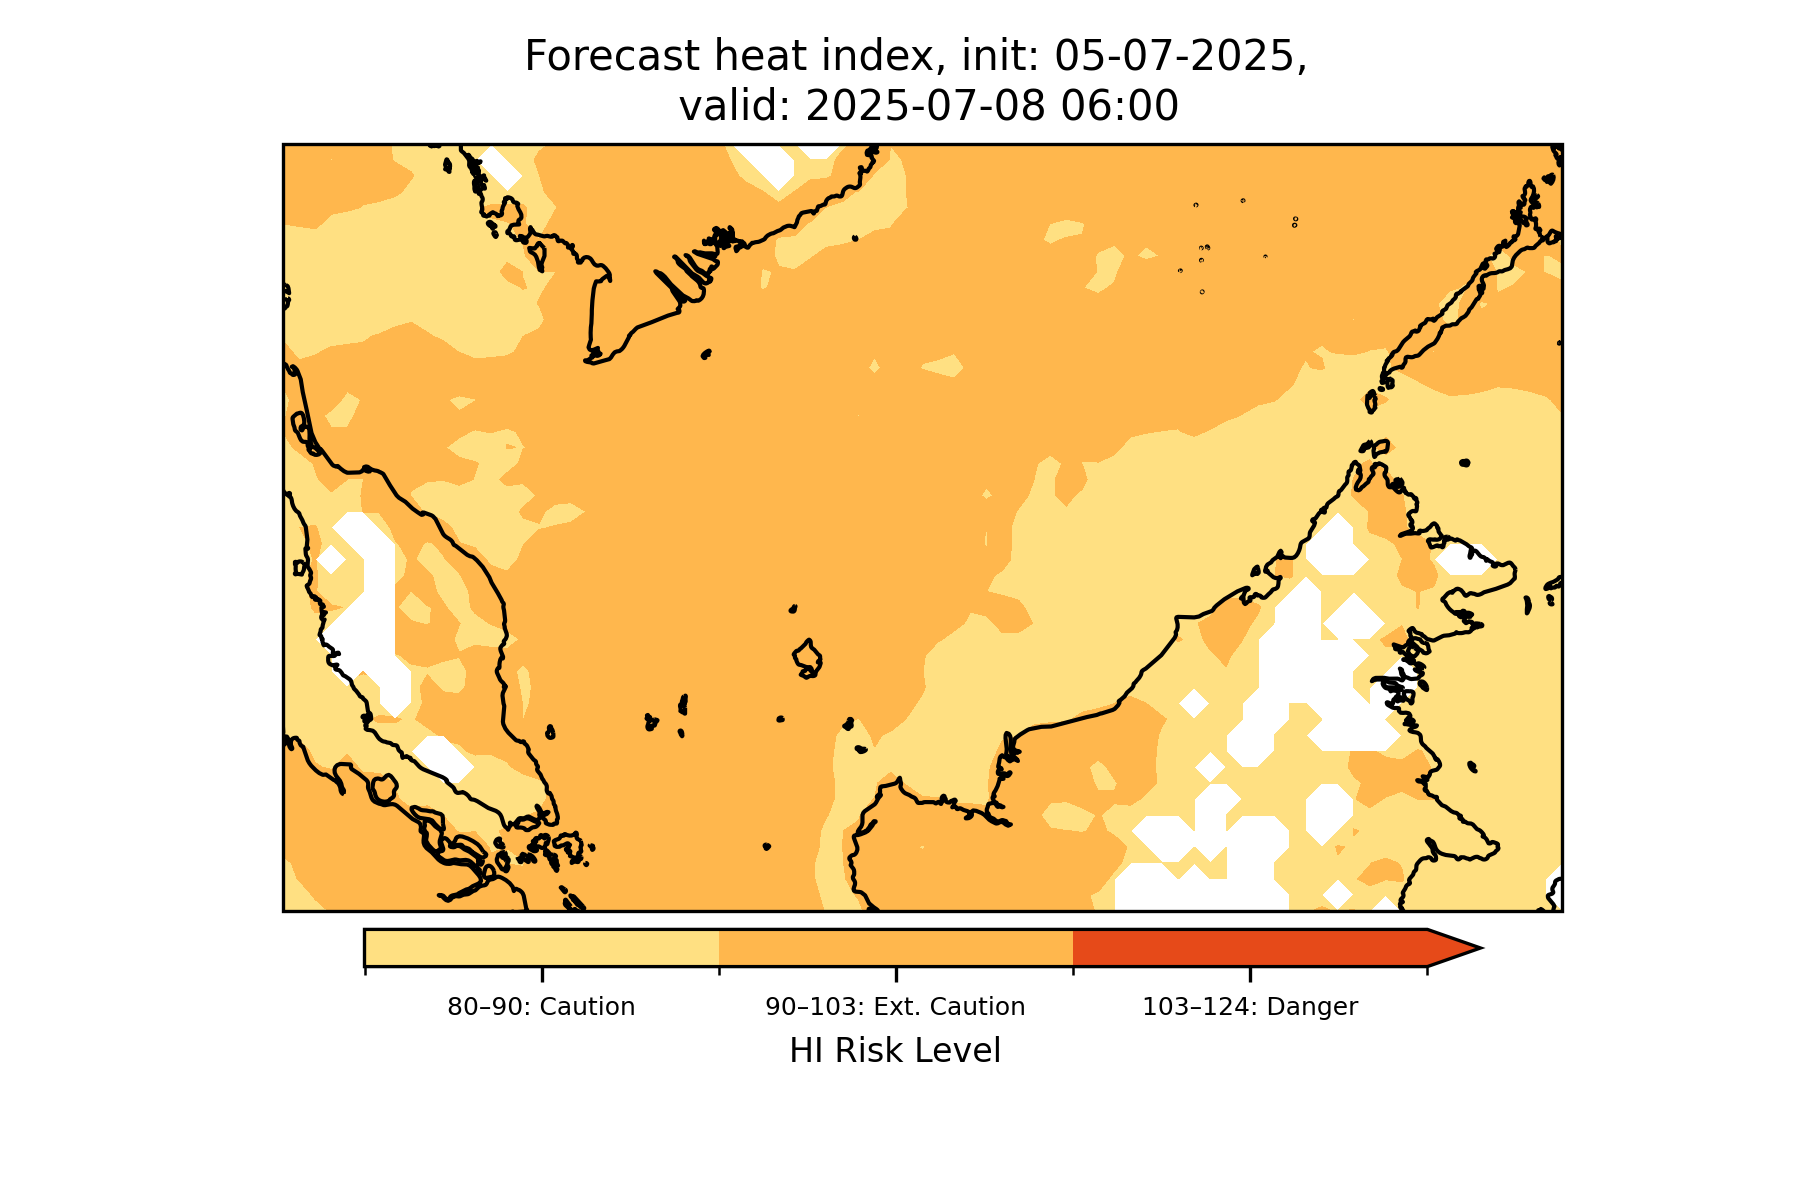 Forecast heat index, init: 05-07-2025,
valid: 2025-07-08 06:00
80–90: Caution
90–103: Ext. Caution
103–124: Danger
HI Risk Level